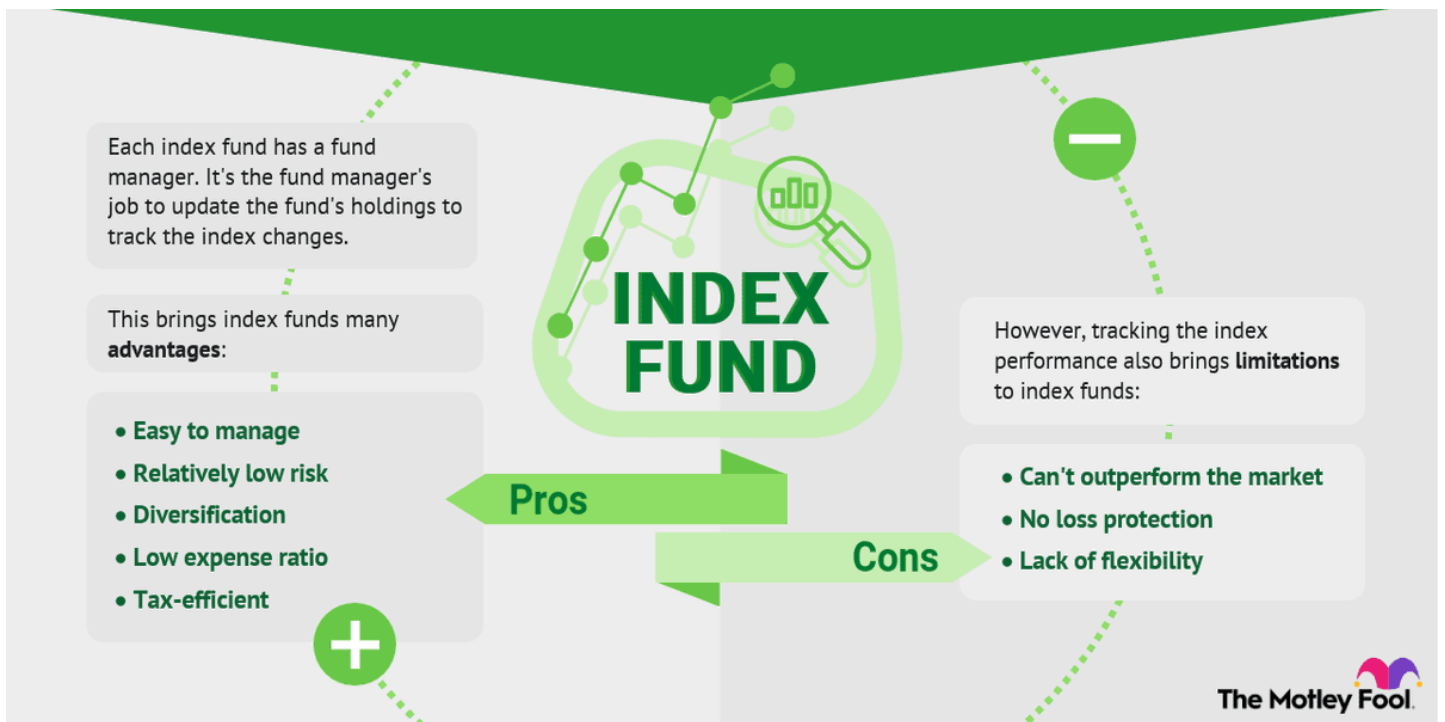 Each index fund has a fund
manager. It's the fund manager's
job to update the fund's holdings to
track the index changes.
This brings index funds many
advantages:
• Easy to manage
• Relatively low risk
• Diversification
• Low expense ratio
• Tax-efficient
INDEX
FUND
Pros
Cons
However, tracking the index
performance also brings limitations
to index funds:
• Can't outperform the market
• No loss protection
• Lack of flexibility
The Motley Fool.